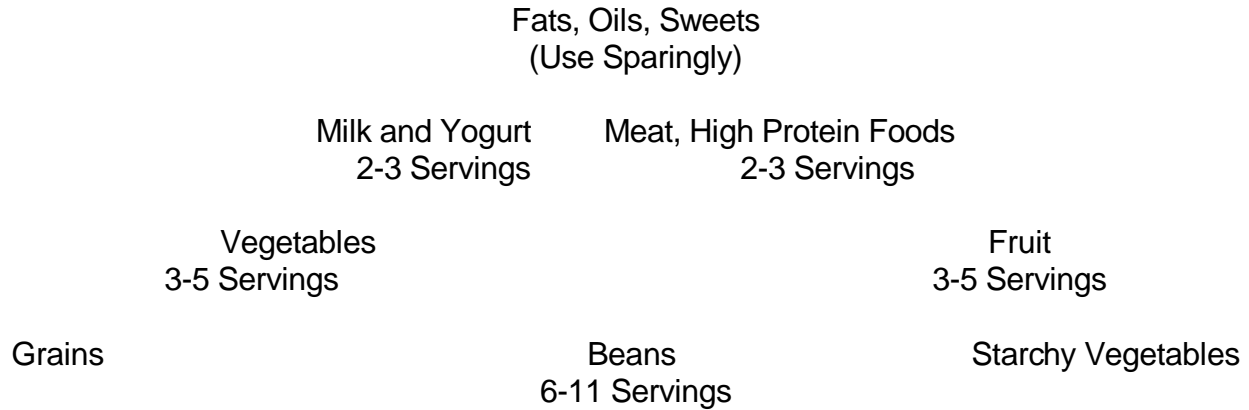 Fats, Oils, Sweets
(Use Sparingly)
Milk and Yogurt Meat, High Protein Foods
2-3 Servings 2-3 Servings
Vegetables Fruit
3-5 Servings 3-5 Servings
Grains Beans Starchy Vegetables
6-11 Servings